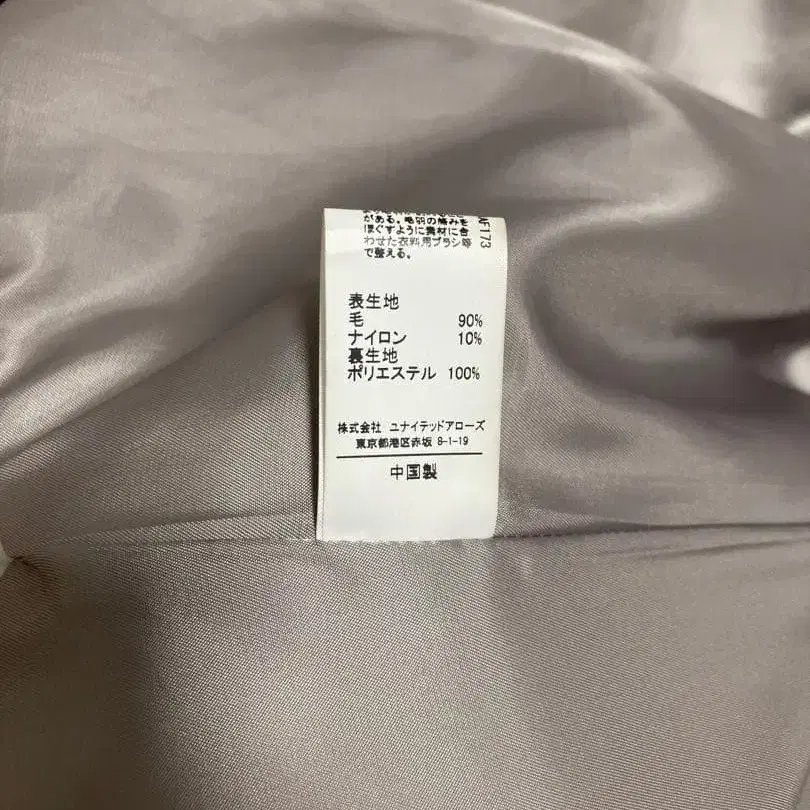 がある。毛羽の絡みを
ほぐすように素材に合
わせた衣料用ブラシ等
で整える。
表生地
毛 90%
ナイロン 10%
裏生地
ポリエステル 100%
株式会社 ユナイテッドアローズ
東京都港区赤坂 8-1-19
中国製
F173